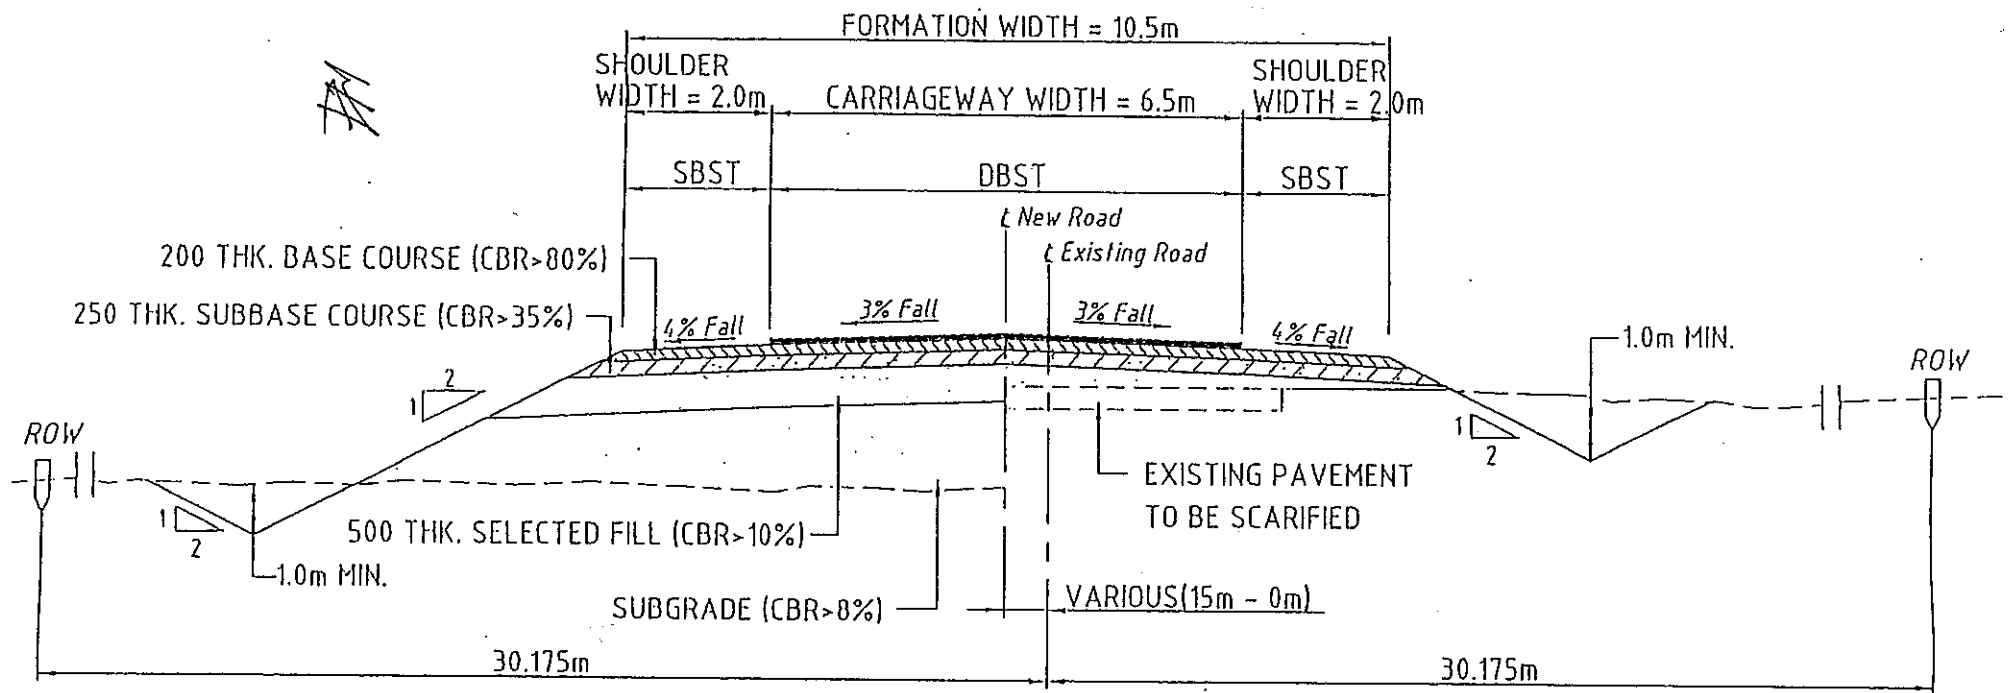 FORMATION WIDTH = 10.5m
SHOULDER
WIDTH = 2.0m
CARRIAGEWAY WIDTH = 6.5m
SHOULDER
WIDTH = 2.0m
SBST
DBST
SBST
℄ New Road
℄ Existing Road
200 THK. BASE COURSE (CBR>80%)
250 THK. SUBBASE COURSE (CBR>35%)
4% Fall
3% Fall
3% Fall
4% Fall
1.0m MIN.
ROW
2
1
ROW
1
2
EXISTING PAVEMENT
TO BE SCARIFIED
1
2
500 THK. SELECTED FILL (CBR>10%)
1.0m MIN.
SUBGRADE (CBR>8%)
VARIOUS(15m - 0m)
30.175m
30.175m